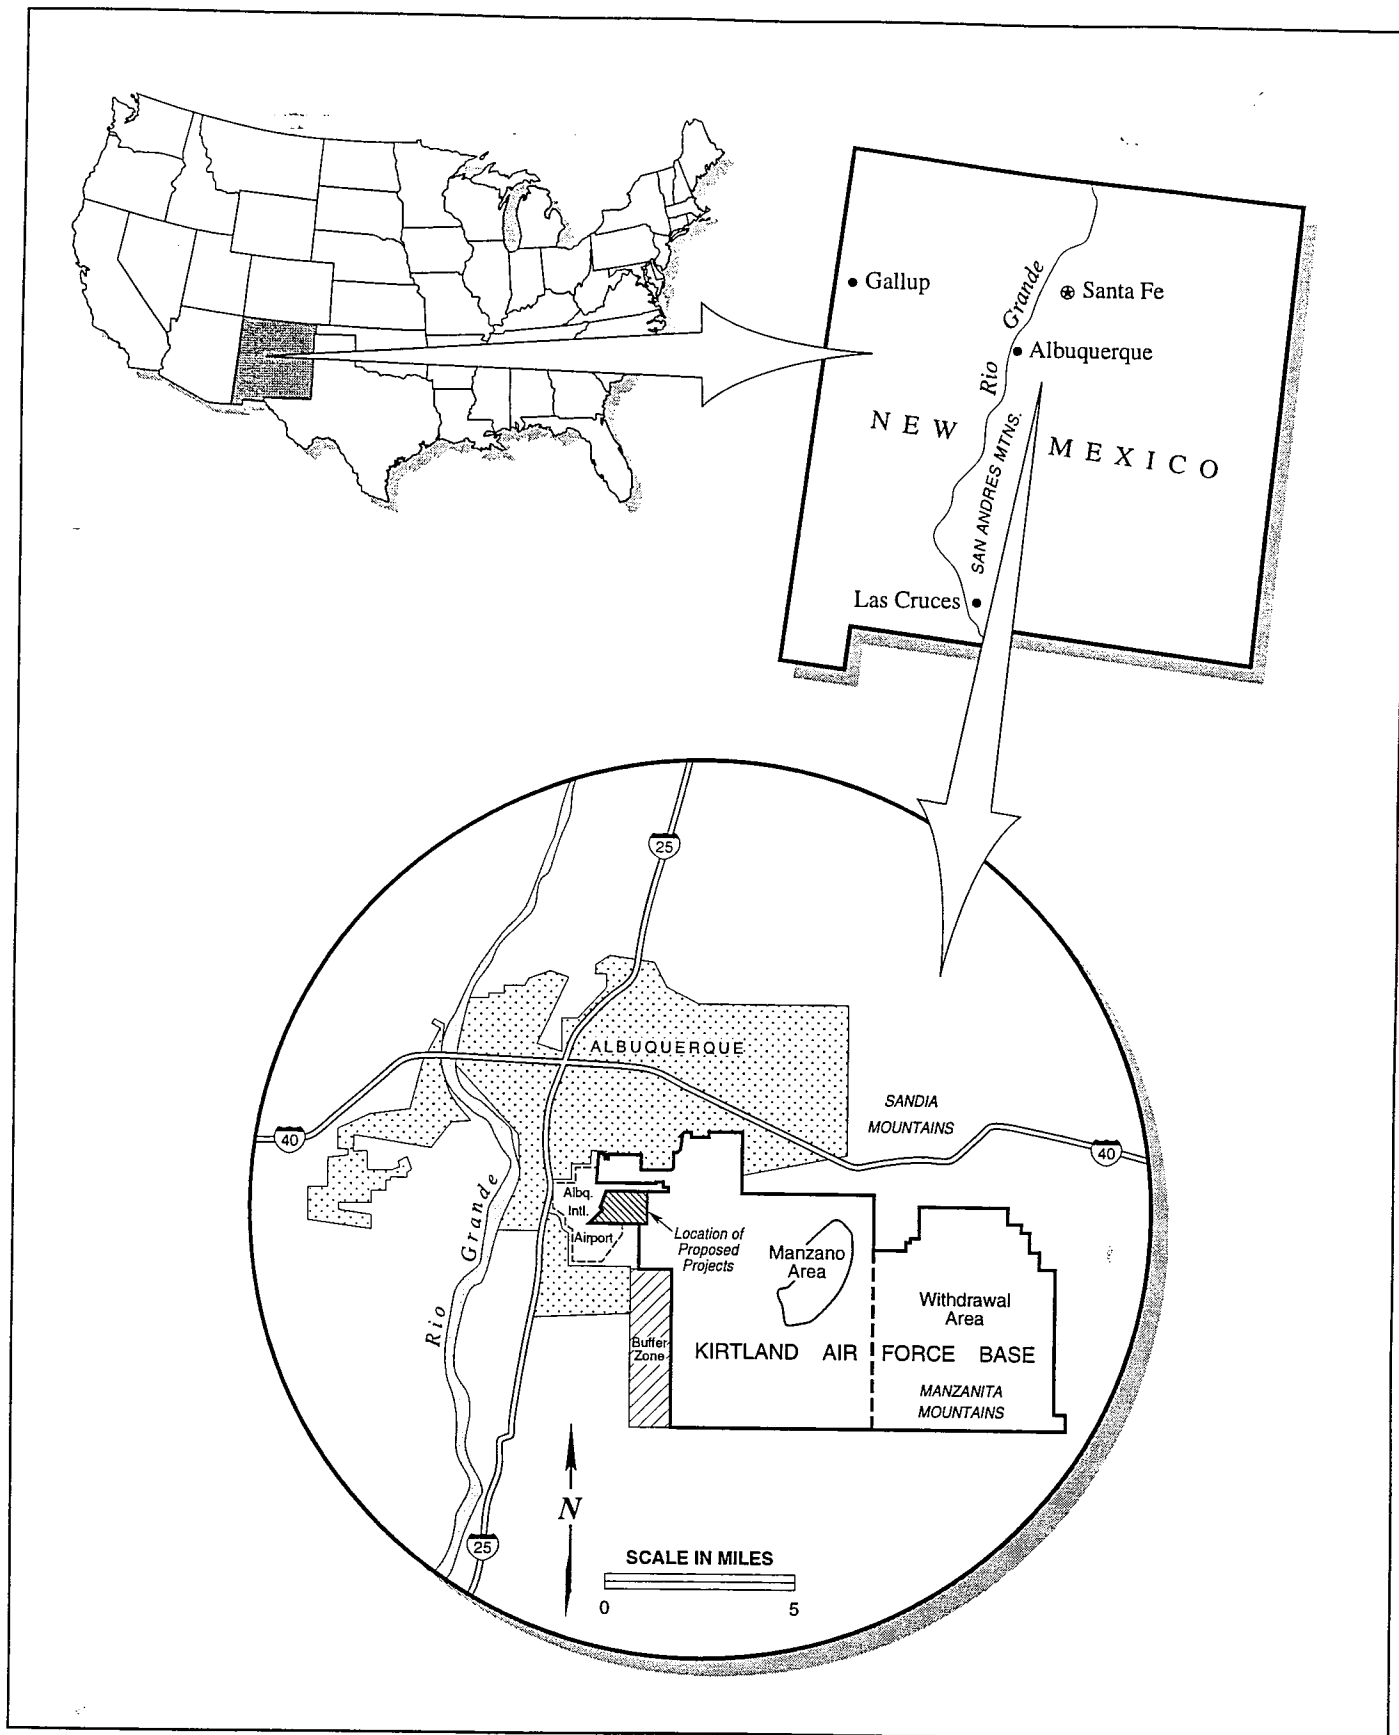 Gallup
Rio Grande
Santa Fe
Albuquerque
NEW MEXICO
SAN ANDRES MTNS.
Las Cruces
25
ALBUQUERQUE
SANDIA
MOUNTAINS
40
40
Albq.
Intl.
Airport
Location of
Proposed
Projects
Manzano
Area
Rio Grande
Withdrawal
Area
Buffer
Zone
KIRTLAND AIR FORCE BASE
MANZANITA
MOUNTAINS
N
25
SCALE IN MILES
0 5